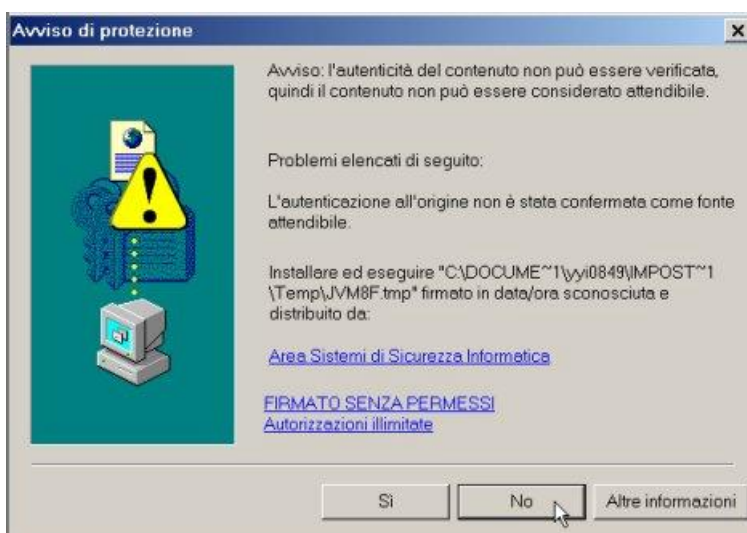 Avviso di protezione
Avviso: l'autenticità del contenuto non può essere verificata,
quindi il contenuto non può essere considerato attendibile.
Problemi elencati di seguito:
L'autenticazione all'origine non è stata confermata come fonte
attendibile.
Installare ed eseguire "C:\DOCUME~1\yyi0849\IMPOST~1
\Temp\JVM8F.tmp" firmato in data/ora sconosciuta e
distribuito da:
Area Sistemi di Sicurezza Informatica
FIRMATO SENZA PERMESSI
Autorizzazioni illimitate
Sì No Altre informazioni